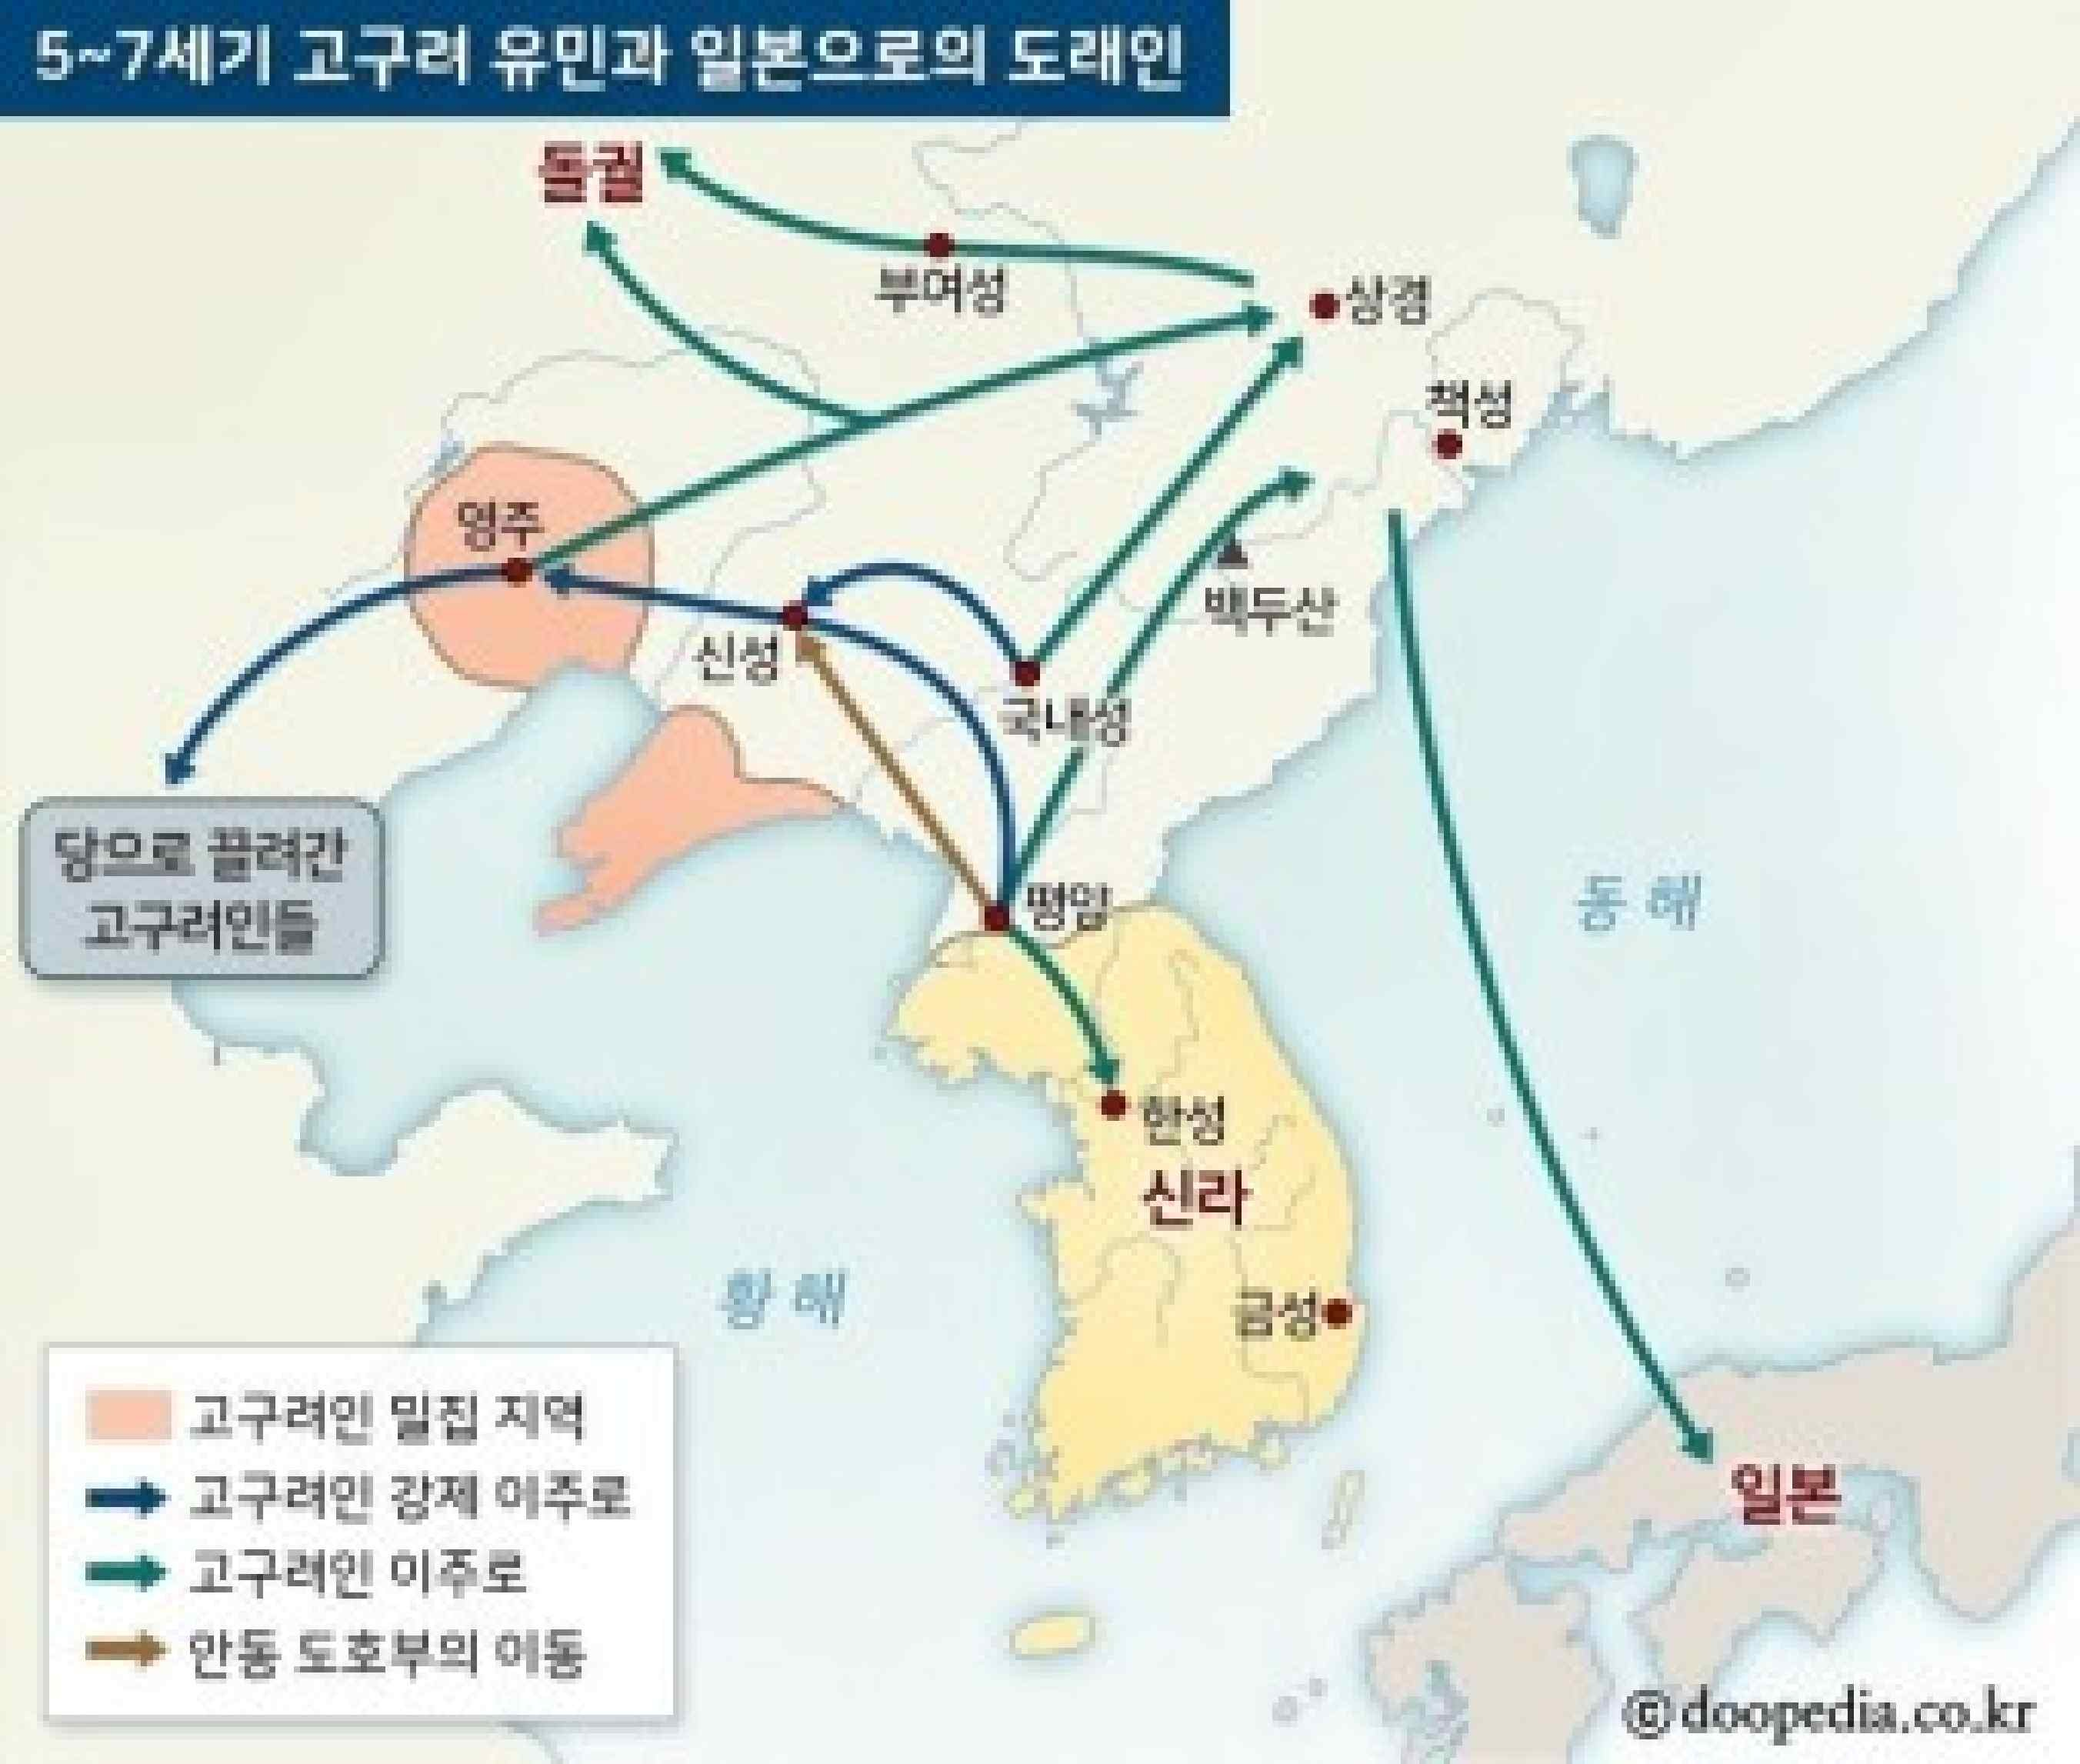 5~7세기 고구려 유민과 일본으로의 도래인
돌궐
부여성
상경
책성
영주
백두산
신성
국내성
당으로 끌려간
고구려인들
평양
동해
한성
신라
황해
금성
고구려인 밀집 지역
고구려인 강제 이주로
고구려인 이주로
안동 도호부의 이동
일본
@doopedia.co.kr